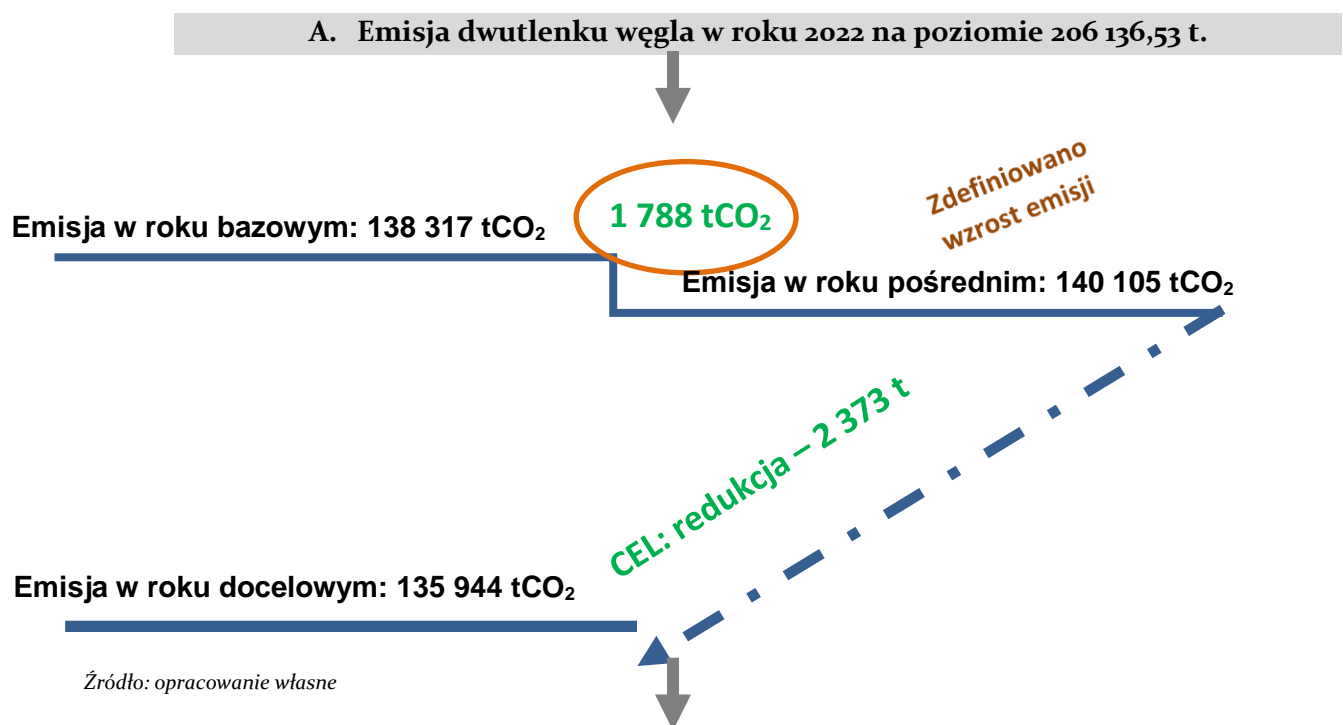 A. Emisja dwutlenku węgla w roku 2022 na poziomie 206 136,53 t.
Zdefiniowano
wzrost emisji
1 788 tCO₂
Emisja w roku bazowym: 138 317 tCO₂
Emisja w roku pośrednim: 140 105 tCO₂
CEL: redukcja – 2 373 t
Emisja w roku docelowym: 135 944 tCO₂
Źródło: opracowanie własne